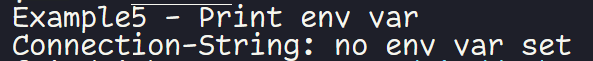 Example5 - Print env var
Connection-String: no env var set